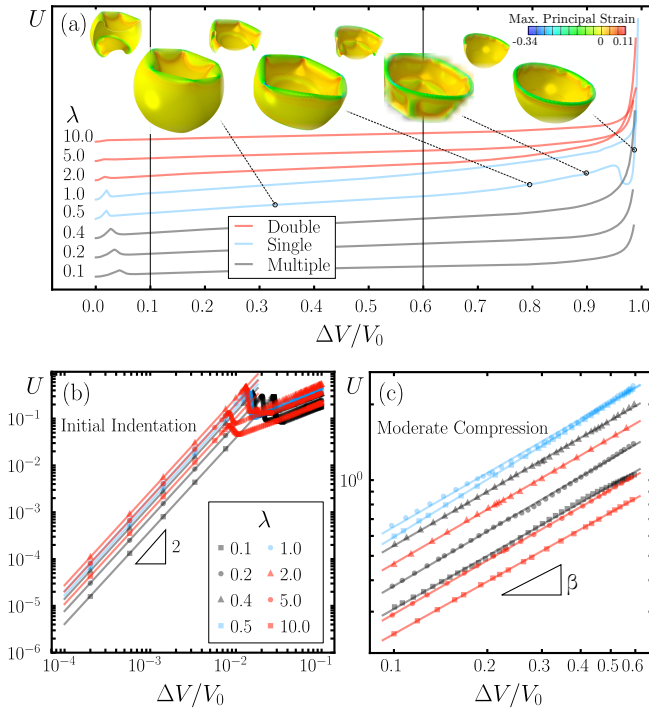 U
(a)
Max. Principal Strain
-0.34 0 0.11
λ
10.0
5.0
2.0
1.0
0.5
0.4
0.2
0.1
Double
Single
Multiple
0.0 0.1 0.2 0.3 0.4 0.5 0.6 0.7 0.8 0.9 1.0
ΔV/V₀
U
(b)
Initial Indentation
10⁻¹
10⁻²
10⁻³
10⁻⁴
10⁻⁵
10⁻⁶
2
λ
0.1 1.0
0.2 2.0
0.4 5.0
0.5 10.0
10⁻⁴ 10⁻³ 10⁻² 10⁻¹
ΔV/V₀
U
(c)
Moderate Compression
10⁰
β
0.1 0.2 0.3 0.4 0.5 0.6
ΔV/V₀